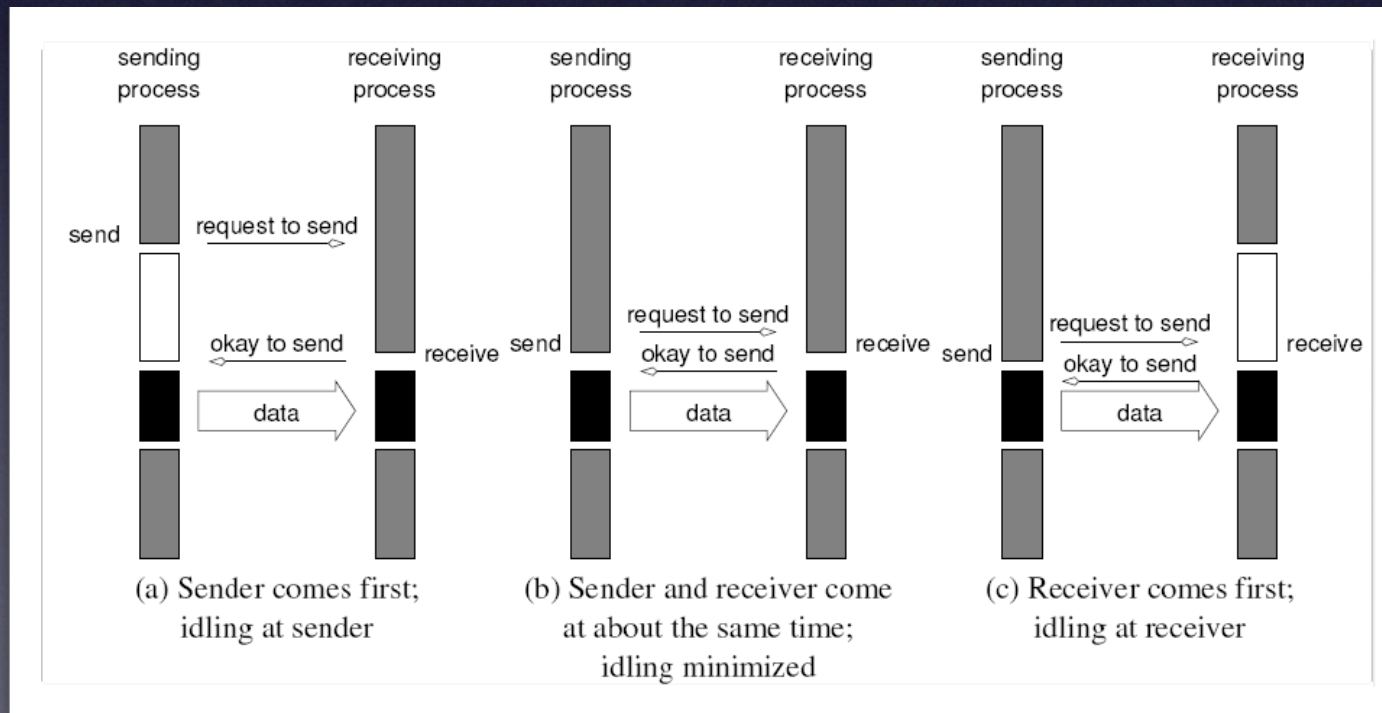 sending
process
receiving
process
send
request to send
okay to send
receive
data
(a) Sender comes first;
idling at sender
sending
process
receiving
process
send
request to send
okay to send
receive
data
(b) Sender and receiver come
at about the same time;
idling minimized
sending
process
receiving
process
send
request to send
okay to send
receive
data
(c) Receiver comes first;
idling at receiver